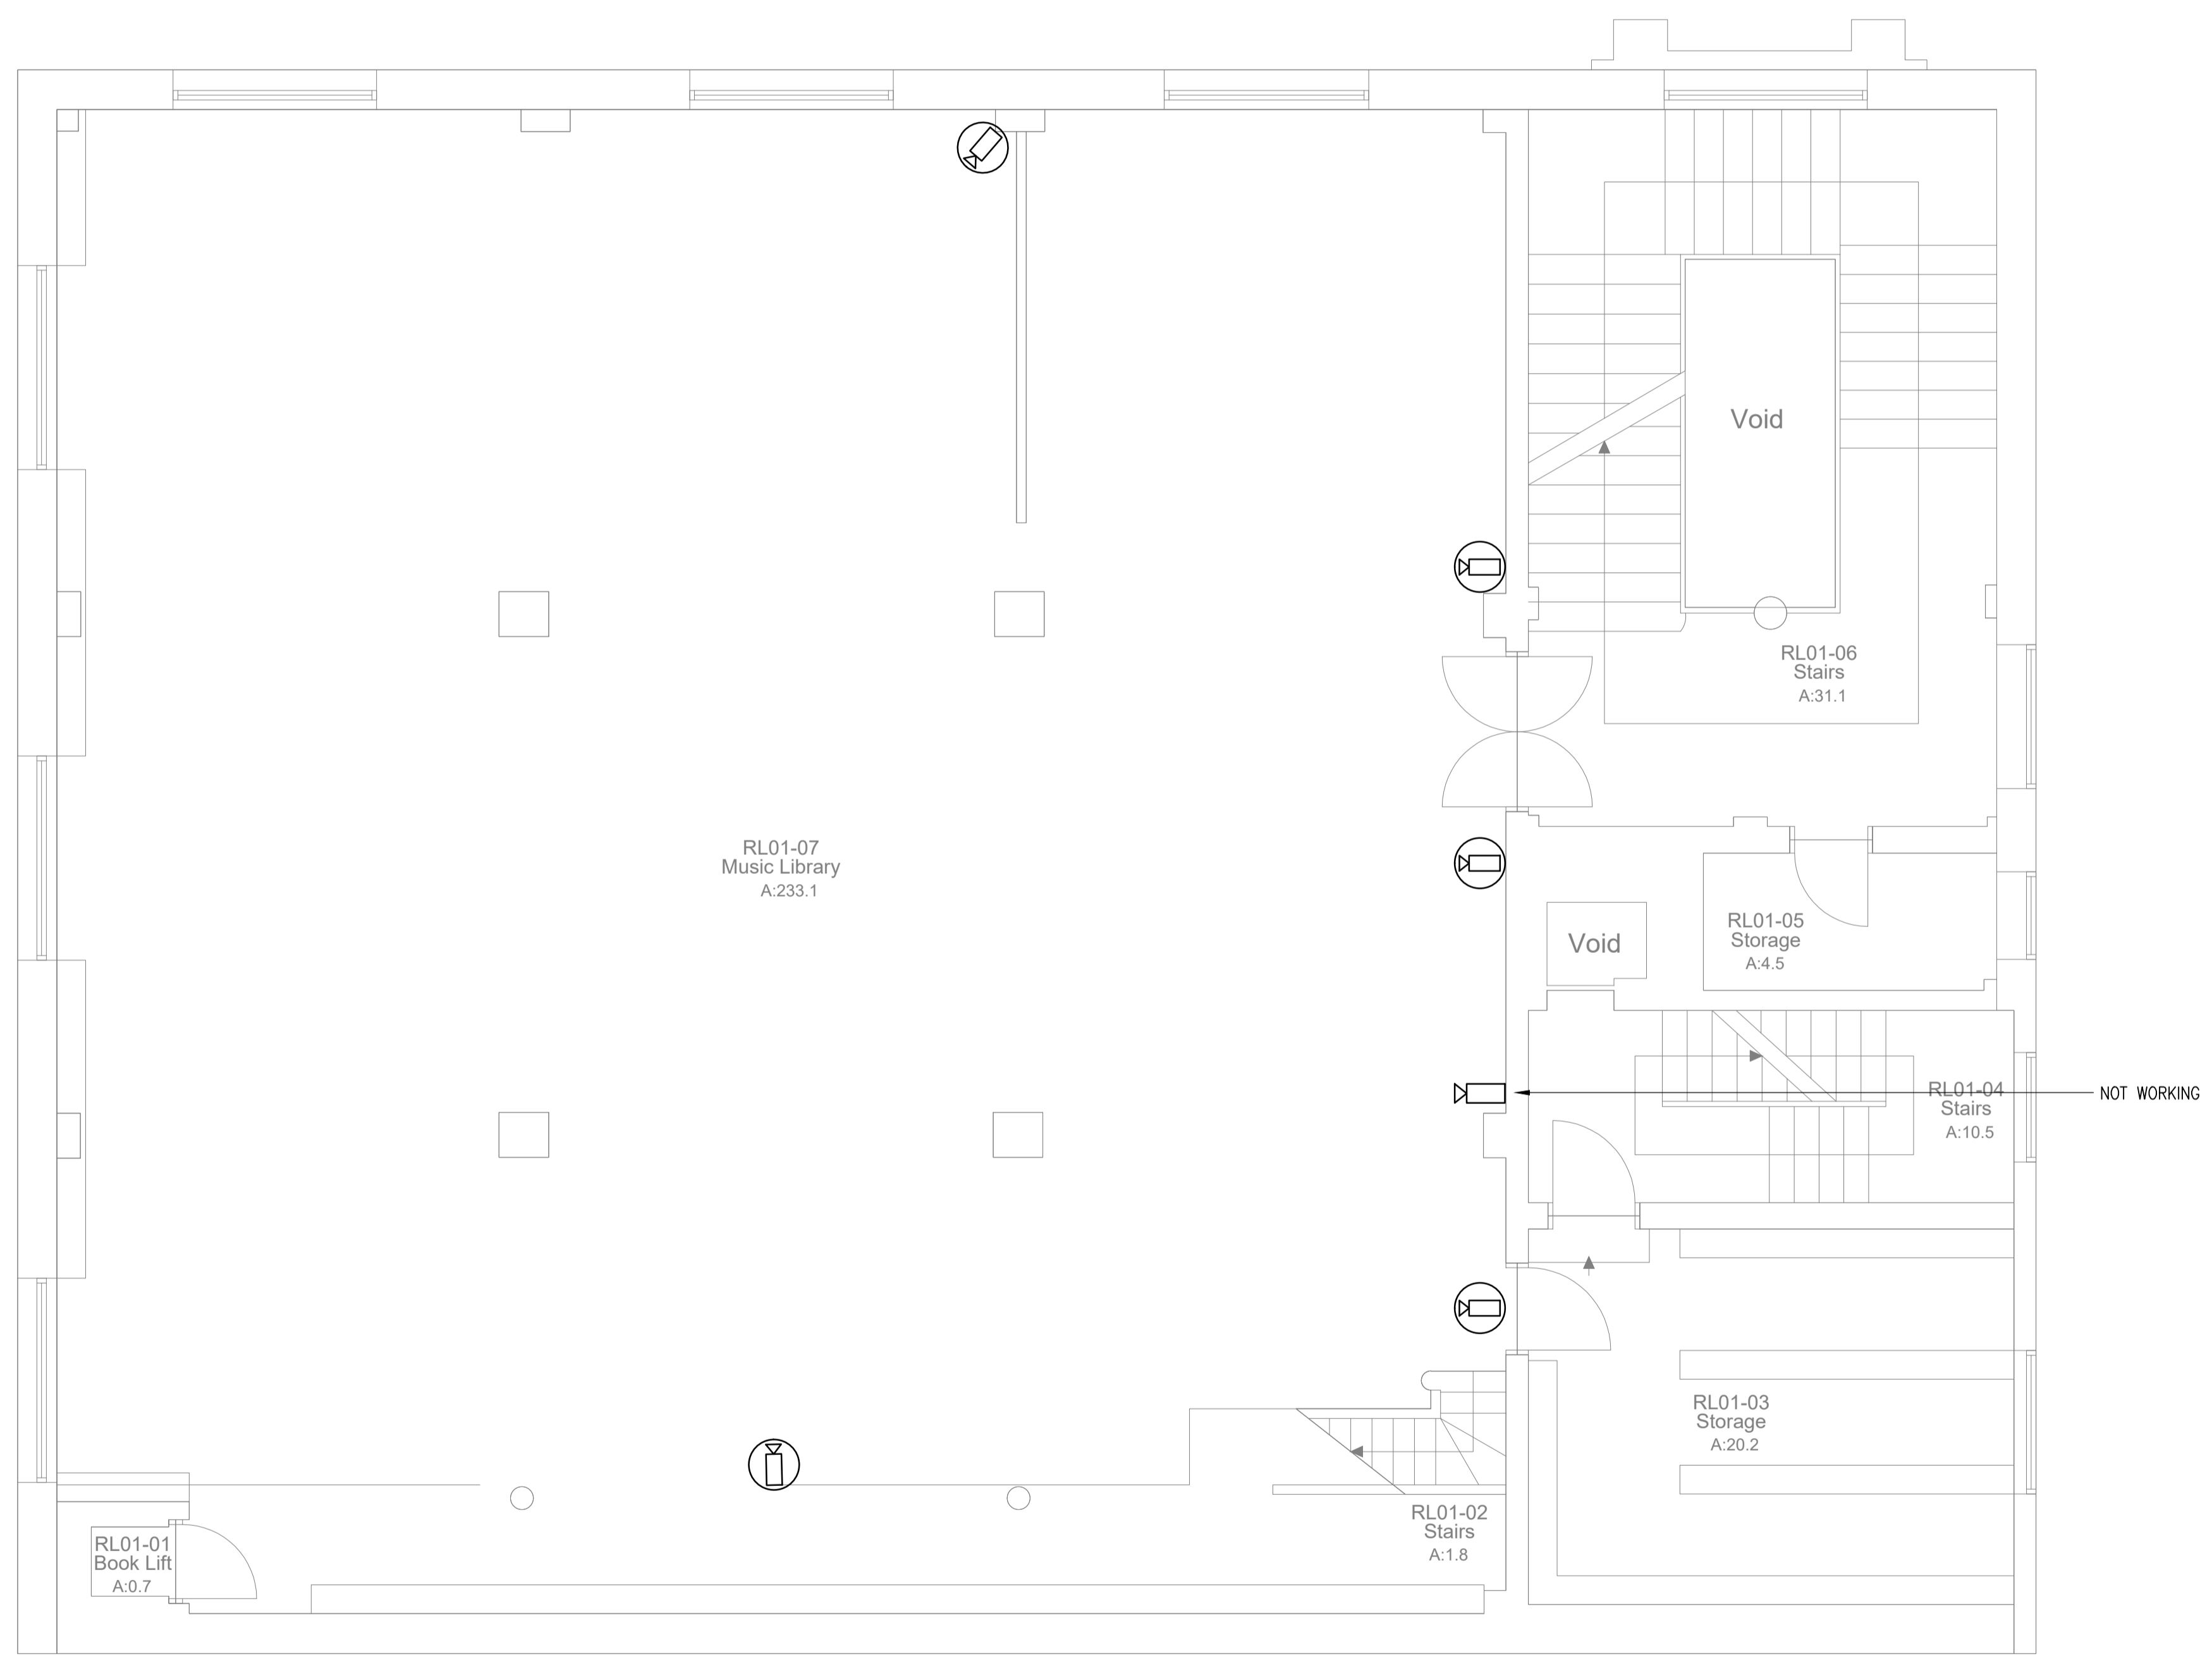 Void
RL01-06
Stairs
A:31.1
RL01-07
Music Library
A:233.1
RL01-05
Storage
A:4.5
Void
RL01-04
Stairs
A:10.5
NOT WORKING
RL01-03
Storage
A:20.2
RL01-02
Stairs
A:1.8
RL01-01
Book Lift
A:0.7